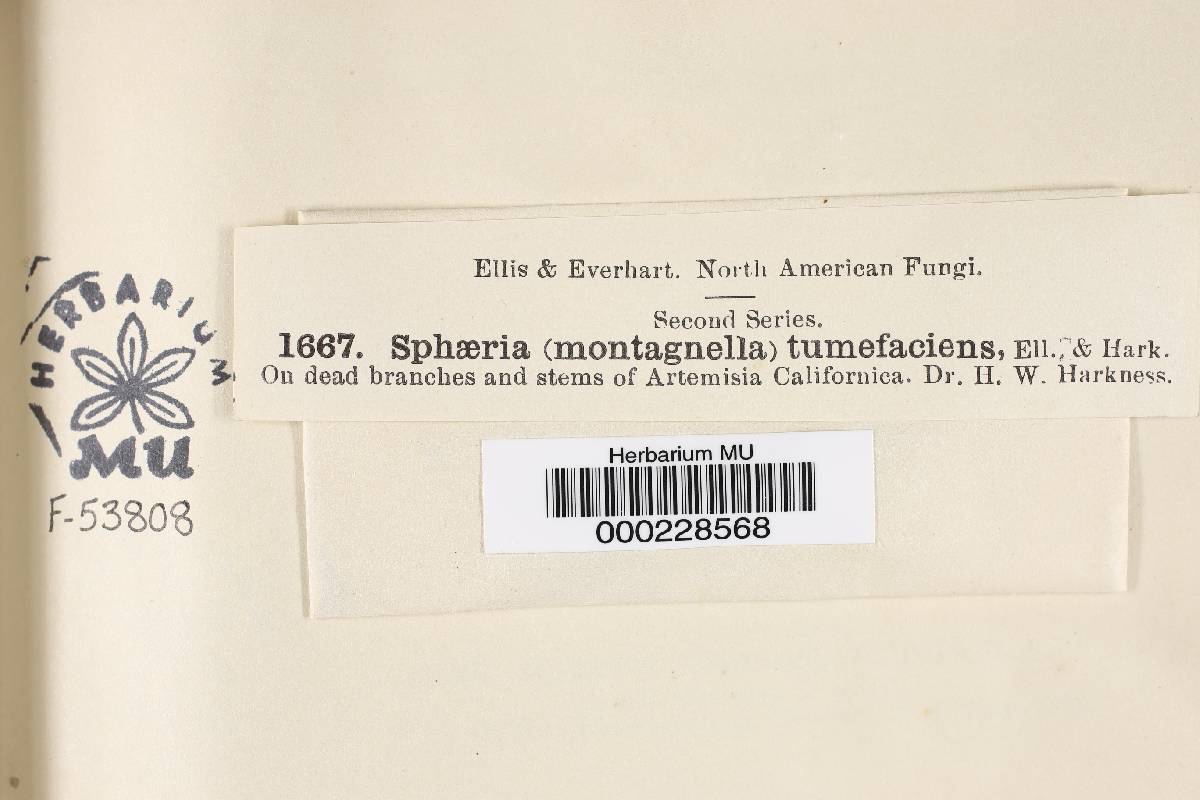 Ellis & Everhart. North American Fungi.
Second Series.
1667. Sphæria (montagnella) tumefaciens, Ell., & Hark.
On dead branches and stems of Artemisia Californica. Dr. H. W. Harkness.
HERBARIUM
MU
F-53808
Herbarium MU
000228568